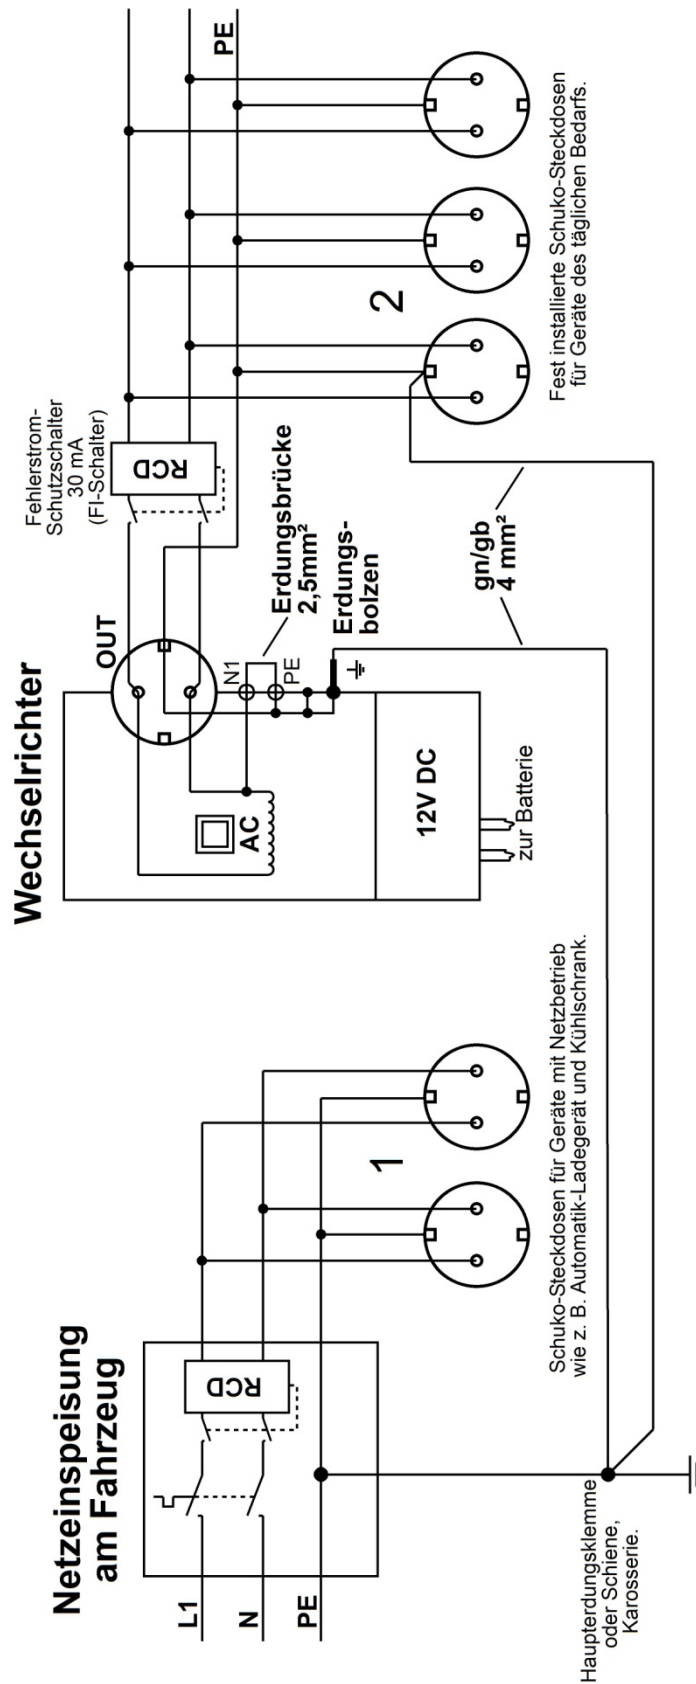 Netzeinspeisung
am Fahrzeug
L1
N
PE
RCD
1
Schuko-Steckdosen für Geräte mit Netzbetrieb
wie z. B. Automatik-Ladegerät und Kühlschrank.
Haupterdungsklemme
oder Schiene,
Karosserie.
Wechselrichter
AC
12V DC
zur Batterie
OUT
N1
PE
Erdungsbrücke
2,5mm²
Erdungs-
bolzen
gn/gb
4 mm²
Fehlerstrom-
Schutzschalter
30 mA
(FI-Schalter)
RCD
PE
2
Fest installierte Schuko-Steckdosen
für Geräte des täglichen Bedarfs.